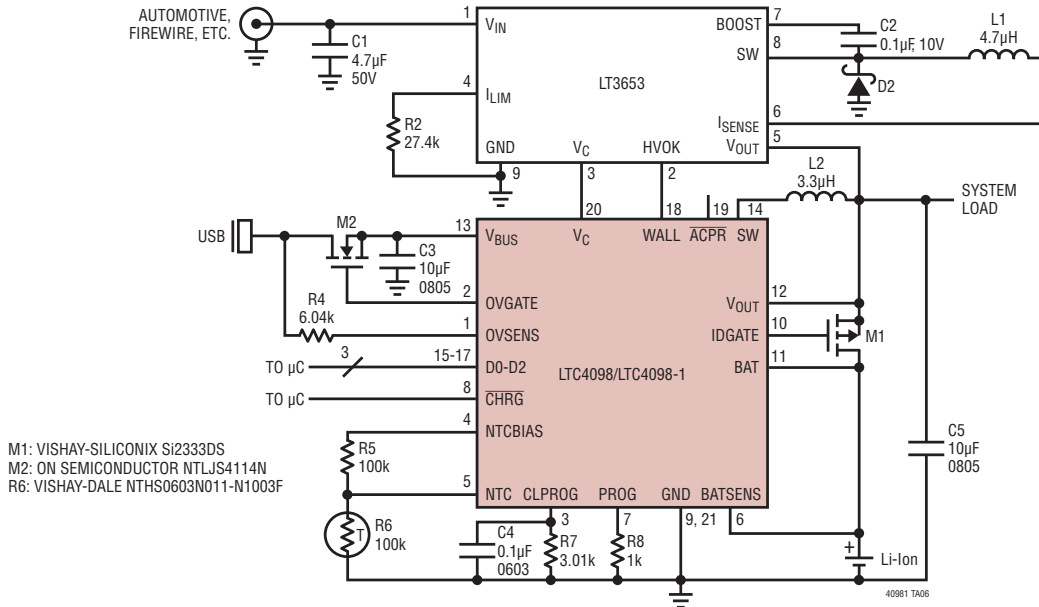 AUTOMOTIVE,
FIREWIRE, ETC.
C1
4.7µF
50V
1
VIN
4
ILIM
R2
27.4k
GND
9
VC
3
HVOK
2
LT3653
BOOST
7
SW
8
ISENSE
6
VOUT
5
C2
0.1µF, 10V
D2
L1
4.7µH
L2
3.3µH
SYSTEM
LOAD
USB
M2
C3
10µF
0805
13
VBUS
20
VC
18
WALL
19
ACPR
14
SW
R4
6.04k
2
OVGATE
1
OVSENS
TO µC
3
15-17
D0-D2
TO µC
8
CHRG
4
NTCBIAS
5
NTC
LTC4098/LTC4098-1
VOUT
12
IDGATE
10
BAT
11
M1
C5
10µF
0805
M1: VISHAY-SILICONIX Si2333DS
M2: ON SEMICONDUCTOR NTLJS4114N
R6: VISHAY-DALE NTHS0603N011-N1003F
R5
100k
T
R6
100k
CLPROG
3
PROG
7
GND
9, 21
BATSENS
6
C4
0.1µF
0603
R7
3.01k
R8
1k
+
Li-Ion
40981 TA06